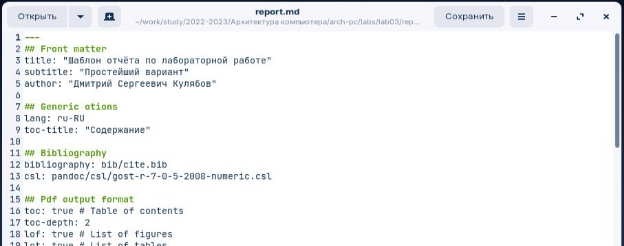 Открыть
report.md
~/work/study/2022-2023/Архитектура компьютера/arch-pc/labs/lab03/rep...
Сохранить
1 ---
2 ## Front matter
3 title: "Шаблон отчёта по лабораторной работе"
4 subtitle: "Простейший вариант"
5 author: "Дмитрий Сергеевич Кулябов"
6
7 ## Generic otions
8 lang: ru-RU
9 toc-title: "Содержание"
10
11 ## Bibliography
12 bibliography: bib/cite.bib
13 csl: pandoc/csl/gost-r-7-0-5-2008-numeric.csl
14
15 ## Pdf output format
16 toc: true # Table of contents
17 toc-depth: 2
18 lof: true # List of figures
19 lot: true # List of tables